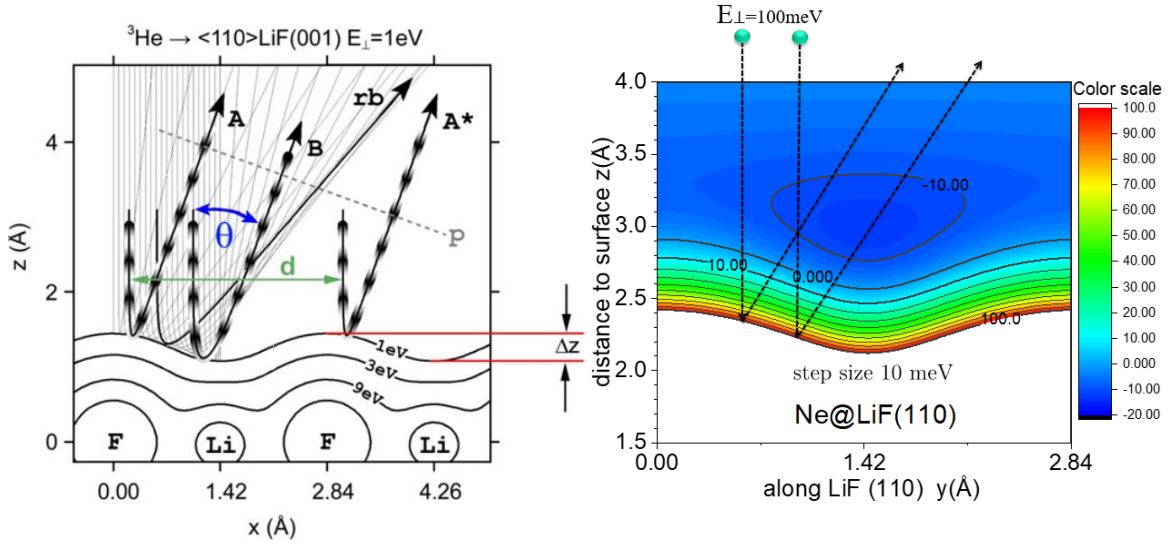 ³He → <110>LiF(001) E⊥=1eV
A
rb
A*
B
θ
p
d
Δz
1eV
3eV
9eV
F
Li
F
Li
4
2
0
z (Å)
0.00
1.42
2.84
4.26
x (Å)
E⊥=100meV
4.0
3.5
3.0
2.5
2.0
1.5
distance to surface z(Å)
-10.00
10.00
0.000
100.0
step size 10 meV
Ne@LiF(110)
0.00
1.42
2.84
along LiF (110) y(Å)
Color scale
100.0
90.00
80.00
70.00
60.00
50.00
40.00
30.00
20.00
10.00
0.000
-10.00
-20.00